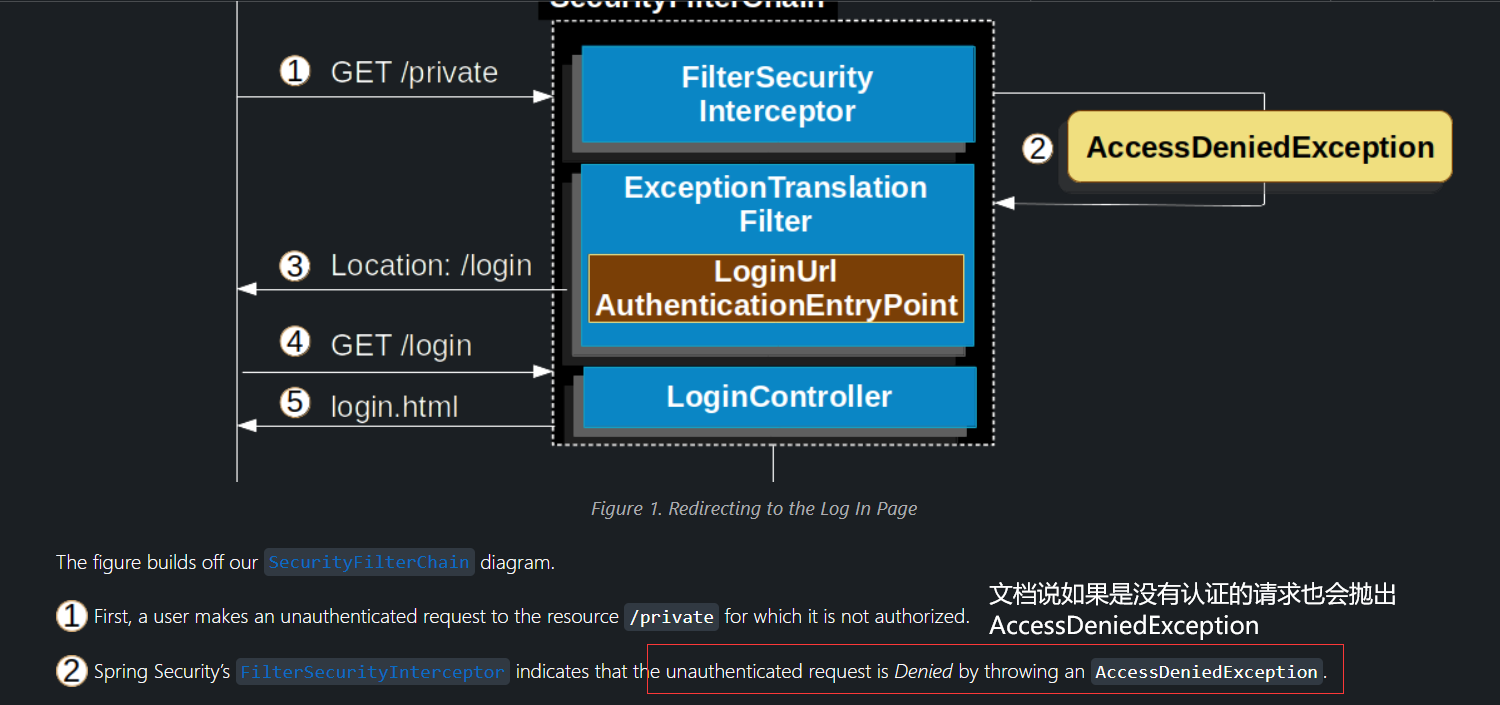 SecurityFilterChain
① GET /private
FilterSecurity
Interceptor
② AccessDeniedException
ExceptionTranslation
Filter
LoginUrl
AuthenticationEntryPoint
③ Location: /login
④ GET /login
LoginController
⑤ login.html
Figure 1. Redirecting to the Log In Page
The figure builds off our SecurityFilterChain diagram.
① First, a user makes an unauthenticated request to the resource /private for which it is not authorized.
文档说如果是没有认证的请求也会抛出
AccessDeniedException
② Spring Security’s FilterSecurityInterceptor indicates that the unauthenticated request is Denied by throwing an AccessDeniedException.